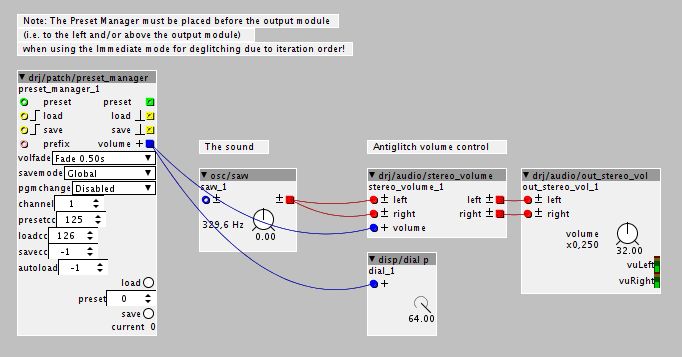 Note: The Preset Manager must be placed before the output module
(i.e. to the left and/or above the output module)
when using the Immediate mode for deglitching due to iteration order!
drj/patch/preset_manager
preset_manager_1
preset preset
load load
save save
prefix volume +
volfade Fade 0.50s
savemode Global
pgmchange Disabled
channel 1
presetcc 125
loadcc 126
savecc -1
autoload -1
load
preset 0
save
current 0
The sound
osc/saw
saw_1
± ±
329,6 Hz
0.00
Antiglitch volume control
drj/audio/stereo_volume
stereo_volume_1
± left left ±
± right right ±
+ volume
disp/dial p
dial_1
+
64.00
drj/audio/out_stereo_vol
out_stereo_vol_1
± left
± right
volume
x0,250
32.00
vuLeft
vuRight